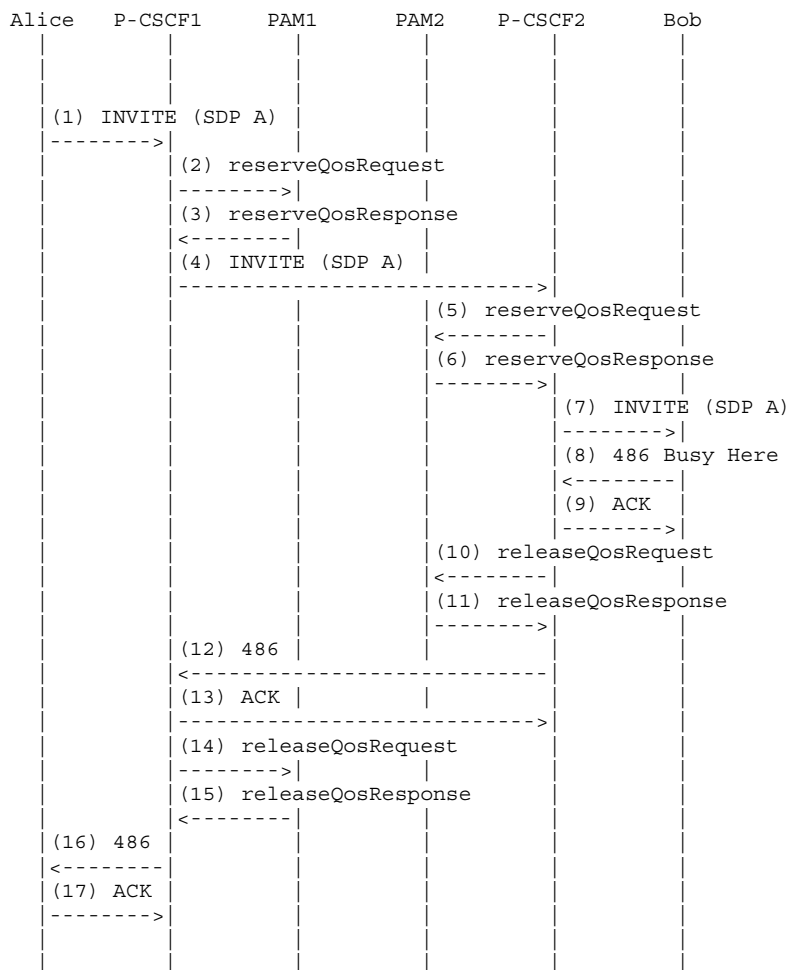 Alice P-CSCF1 PAM1 PAM2 P-CSCF2 Bob
(1) INVITE (SDP A)
(2) reserveQosRequest
(3) reserveQosResponse
(4) INVITE (SDP A)
(5) reserveQosRequest
(6) reserveQosResponse
(7) INVITE (SDP A)
(8) 486 Busy Here
(9) ACK
(10) releaseQosRequest
(11) releaseQosResponse
(12) 486
(13) ACK
(14) releaseQosRequest
(15) releaseQosResponse
(16) 486
(17) ACK